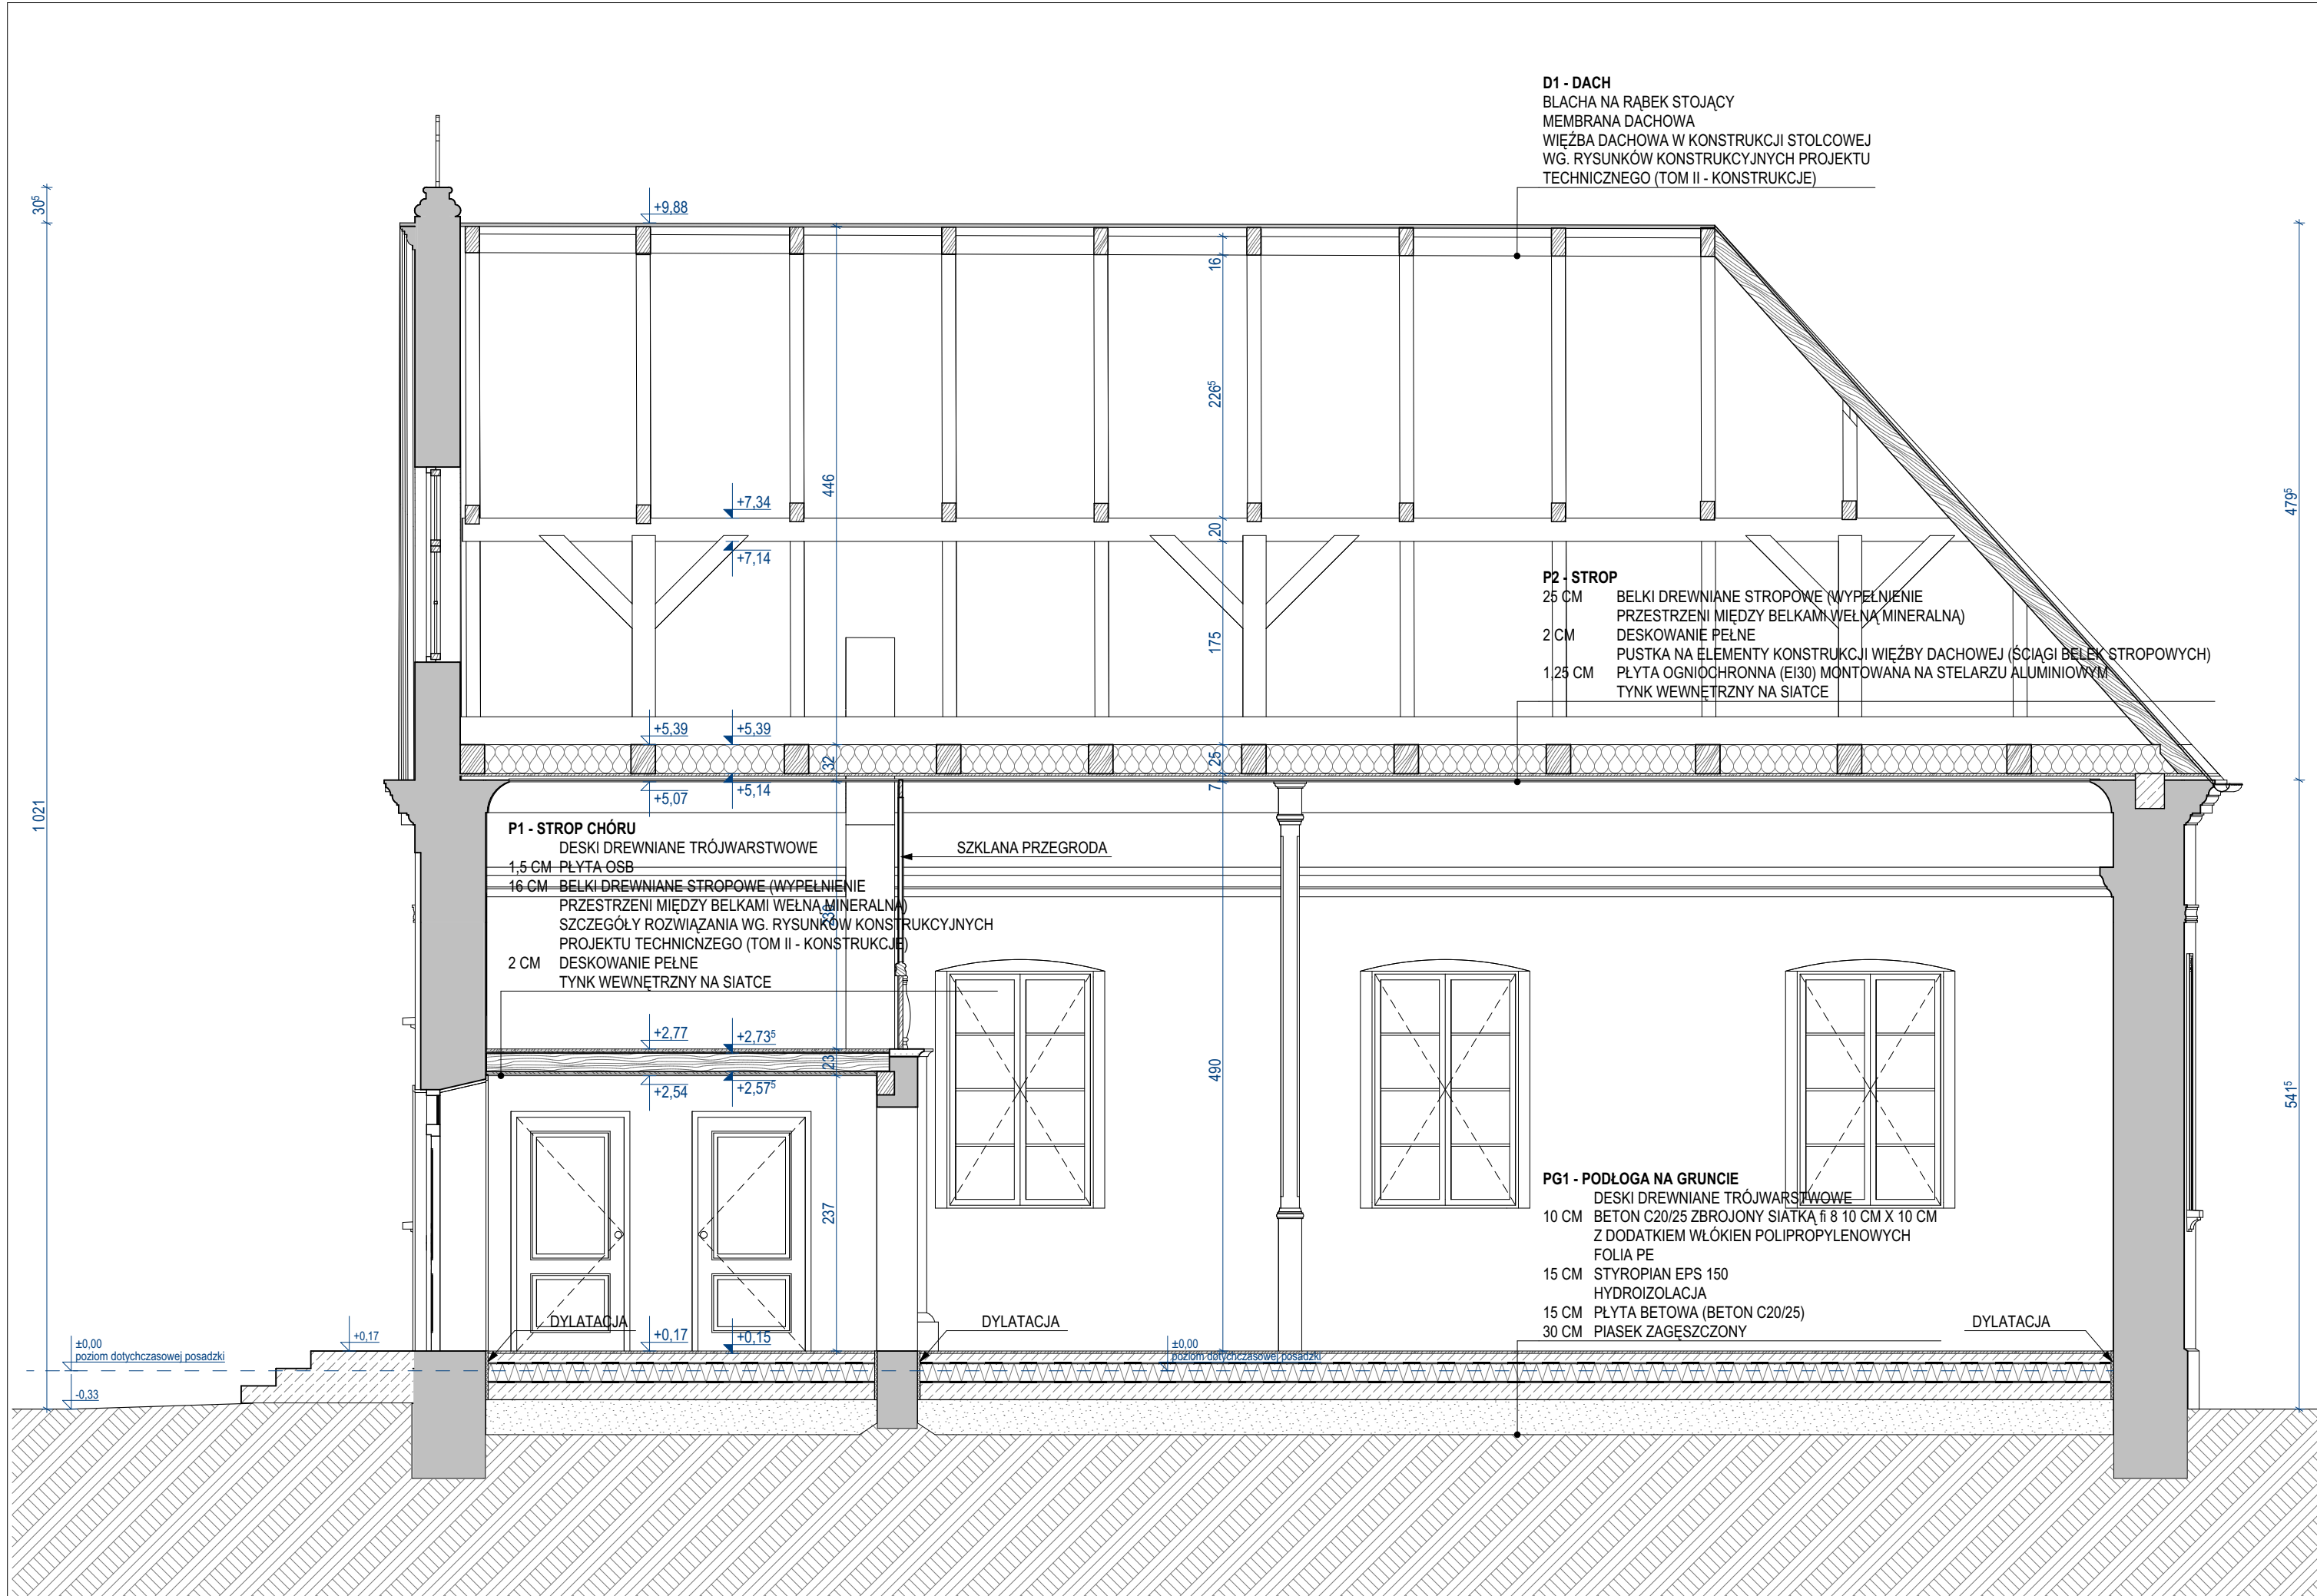 D1 - DACH
BLACHA NA RĄBEK STOJĄCY
MEMBRANA DACHOWA
WIĘŹBA DACHOWA W KONSTRUKCJI STOLCOWEJ
WG. RYSUNKÓW KONSTRUKCYJNYCH PROJEKTU
TECHNICZNEGO (TOM II - KONSTRUKCJE)
30⁵
+9,88
16
226⁵
446
479⁵
+7,34
20
+7,14
P2 - STROP
25 CM BELKI DREWNIANE STROPOWE (WYPEŁNIENIE
PRZESTRZENI MIĘDZY BELKAMI WEŁNĄ MINERALNĄ)
2 CM DESKOWANIE PEŁNE
PUSTKA NA ELEMENTY KONSTRUKCJI WIĘŹBY DACHOWEJ (ŚCIĄGI BELEK STROPOWYCH)
1,25 CM PŁYTA OGNIOCHRONNA (EI30) MONTOWANA NA STELARZU ALUMINIOWYM
TYNK WEWNĘTRZNY NA SIATCE
175
+5,39
+5,39
32
25
+5,07
+5,14
7
1 021
P1 - STROP CHÓRU
DESKI DREWNIANE TRÓJWARSTWOWE
1,5 CM PŁYTA OSB
16 CM BELKI DREWNIANE STROPOWE (WYPEŁNIENIE
PRZESTRZENI MIĘDZY BELKAMI WEŁNĄ MINERALNĄ)
SZCZEGÓŁY ROZWIĄZANIA WG. RYSUNKÓW KONSTRUKCYJNYCH
PROJEKTU TECHNICNZEGO (TOM II - KONSTRUKCJE)
2 CM DESKOWANIE PEŁNE
TYNK WEWNĘTRZNY NA SIATCE
SZKLANA PRZEGRODA
+2,77
+2,73⁵
23
+2,54
+2,57⁵
490
541⁵
237
PG1 - PODŁOGA NA GRUNCIE
DESKI DREWNIANE TRÓJWARSTWOWE
10 CM BETON C20/25 ZBROJONY SIATKĄ fi 8 10 CM X 10 CM
Z DODATKIEM WŁÓKIEN POLIPROPYLENOWYCH
FOLIA PE
15 CM STYROPIAN EPS 150
HYDROIZOLACJA
15 CM PŁYTA BETOWA (BETON C20/25)
30 CM PIASEK ZAGĘSZCZONY
DYLATACJA
DYLATACJA
DYLATACJA
±0,00
poziom dotychczasowej posadzki
-0,33
+0,17
+0,17
+0,15
±0,00
poziom dotychczasowej posadzki